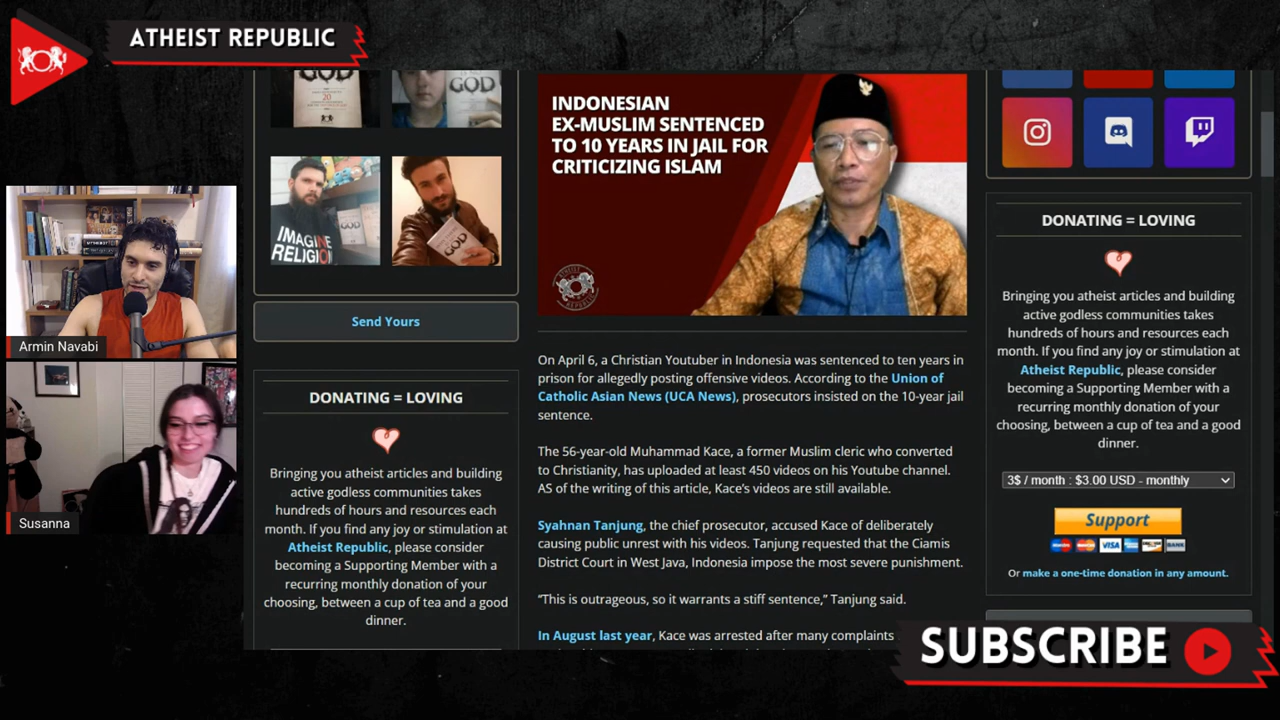 ATHEIST REPUBLIC
Armin Navabi
Susanna
GOD
GOD
IMAGINE
RELIGION
GOD
Send Yours
DONATING = LOVING
Bringing you atheist articles and building
active godless communities takes
hundreds of hours and resources each
month. If you find any joy or stimulation at
Atheist Republic, please consider
becoming a Supporting Member with a
recurring monthly donation of your
choosing, between a cup of tea and a good
dinner.
INDONESIAN
EX-MUSLIM SENTENCED
TO 10 YEARS IN JAIL FOR
CRITICIZING ISLAM
ATHEIST
REPUBLIC
On April 6, a Christian Youtuber in Indonesia was sentenced to ten years in
prison for allegedly posting offensive videos. According to the Union of
Catholic Asian News (UCA News), prosecutors insisted on the 10-year jail
sentence.
The 56-year-old Muhammad Kace, a former Muslim cleric who converted
to Christianity, has uploaded at least 450 videos on his Youtube channel.
AS of the writing of this article, Kace's videos are still available.
Syahnan Tanjung, the chief prosecutor, accused Kace of deliberately
causing public unrest with his videos. Tanjung requested that the Ciamis
District Court in West Java, Indonesia impose the most severe punishment.
“This is outrageous, so it warrants a stiff sentence,” Tanjung said.
In August last year, Kace was arrested after many complaints
DONATING = LOVING
Bringing you atheist articles and building
active godless communities takes
hundreds of hours and resources each
month. If you find any joy or stimulation at
Atheist Republic, please consider
becoming a Supporting Member with a
recurring monthly donation of your
choosing, between a cup of tea and a good
dinner.
3$ / month : $3.00 USD - monthly
Support
VISA
BANK
Or make a one-time donation in any amount.
SUBSCRIBE